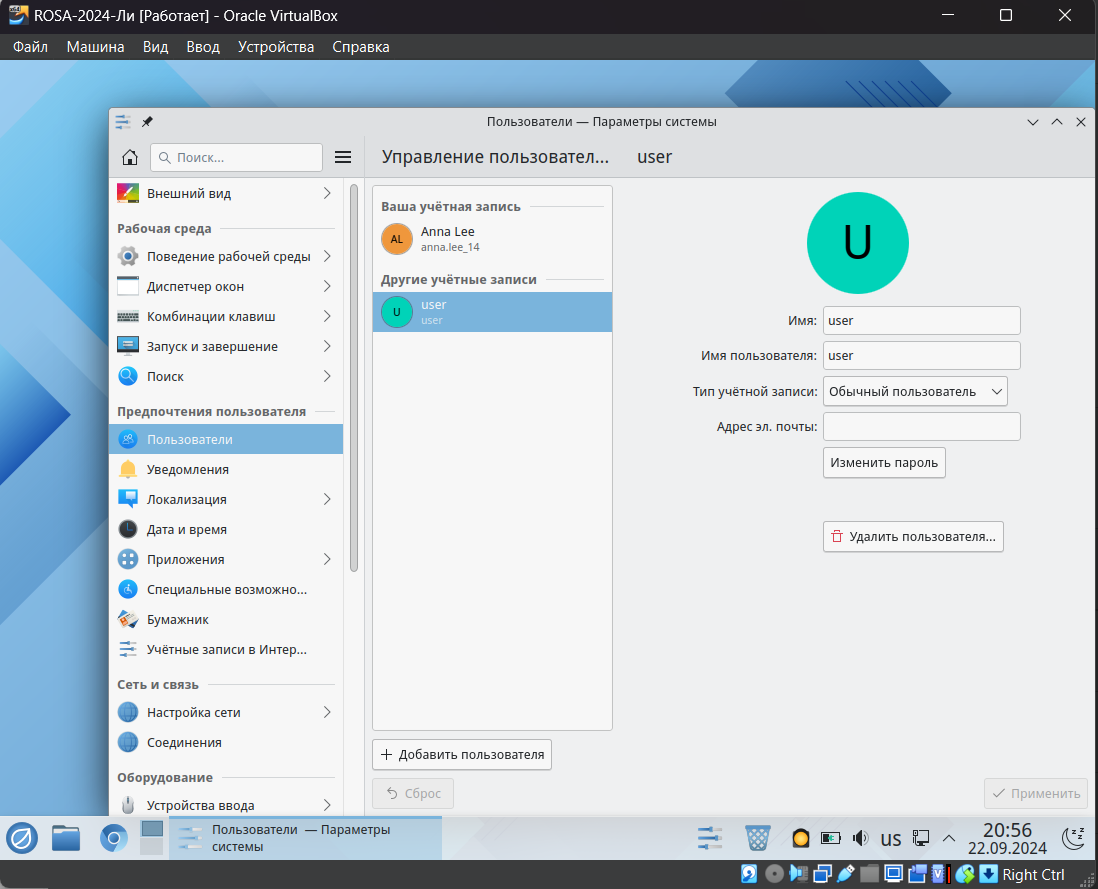 ROSA-2024-Ли [Работает] - Oracle VirtualBox
Файл Машина Вид Ввод Устройства Справка
Пользователи — Параметры системы
Поиск...
Управление пользовател... user
Внешний вид
Рабочая среда
Поведение рабочей среды
Диспетчер окон
Комбинации клавиш
Запуск и завершение
Поиск
Предпочтения пользователя
Пользователи
Уведомления
Локализация
Дата и время
Приложения
Специальные возможно...
Бумажник
Учётные записи в Интер...
Сеть и связь
Настройка сети
Соединения
Оборудование
Устройства ввода
Ваша учётная запись
AL
Anna Lee
anna.lee_14
Другие учётные записи
U
user
user
Добавить пользователя
Сброс
U
Имя: user
Имя пользователя: user
Тип учётной записи: Обычный пользователь
Адрес эл. почты:
Изменить пароль
Удалить пользователя...
Применить
Пользователи — Параметры
системы
us
20:56
22.09.2024
Right Ctrl